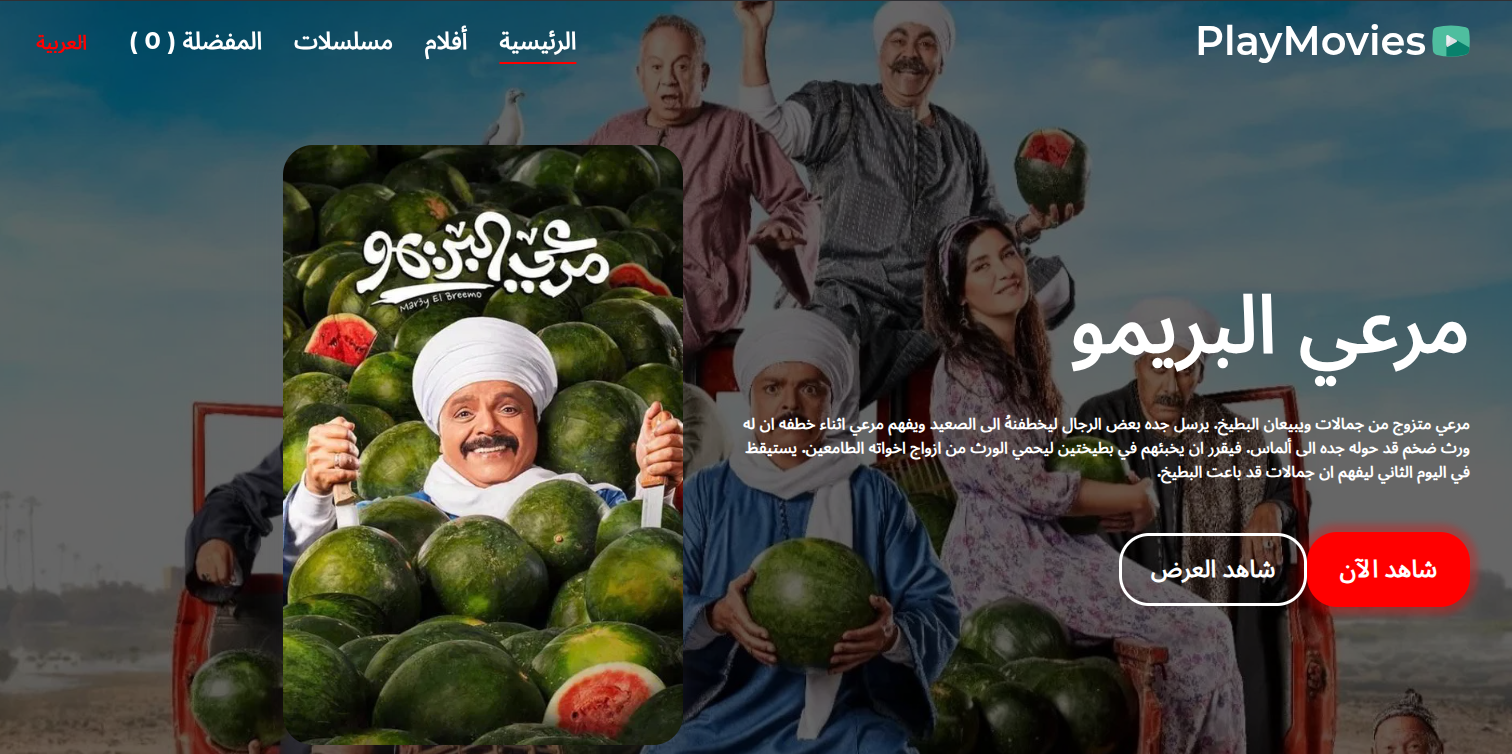 PlayMovies
الرئيسية
أفلام
مسلسلات
المفضلة ( 0 )
العربية
مرعي البريمو
مرعي متزوج من جمالات ويبيعان البطيخ. يرسل جده بعض الرجال ليخطفنهُ الى الصعيد ويفهم مرعي اثناء خطفه ان له
ورث ضخم قد حوله جده الى ألماس. فيقرر ان يخبئهم في بطيختين ليحمي الورث من ازواج اخواته الطامعين. يستيقظ
في اليوم الثاني ليفهم ان جمالات قد باعت البطيخ.
شاهد الآن
شاهد العرض
مرعي البريمو
Mar3y El Breemo